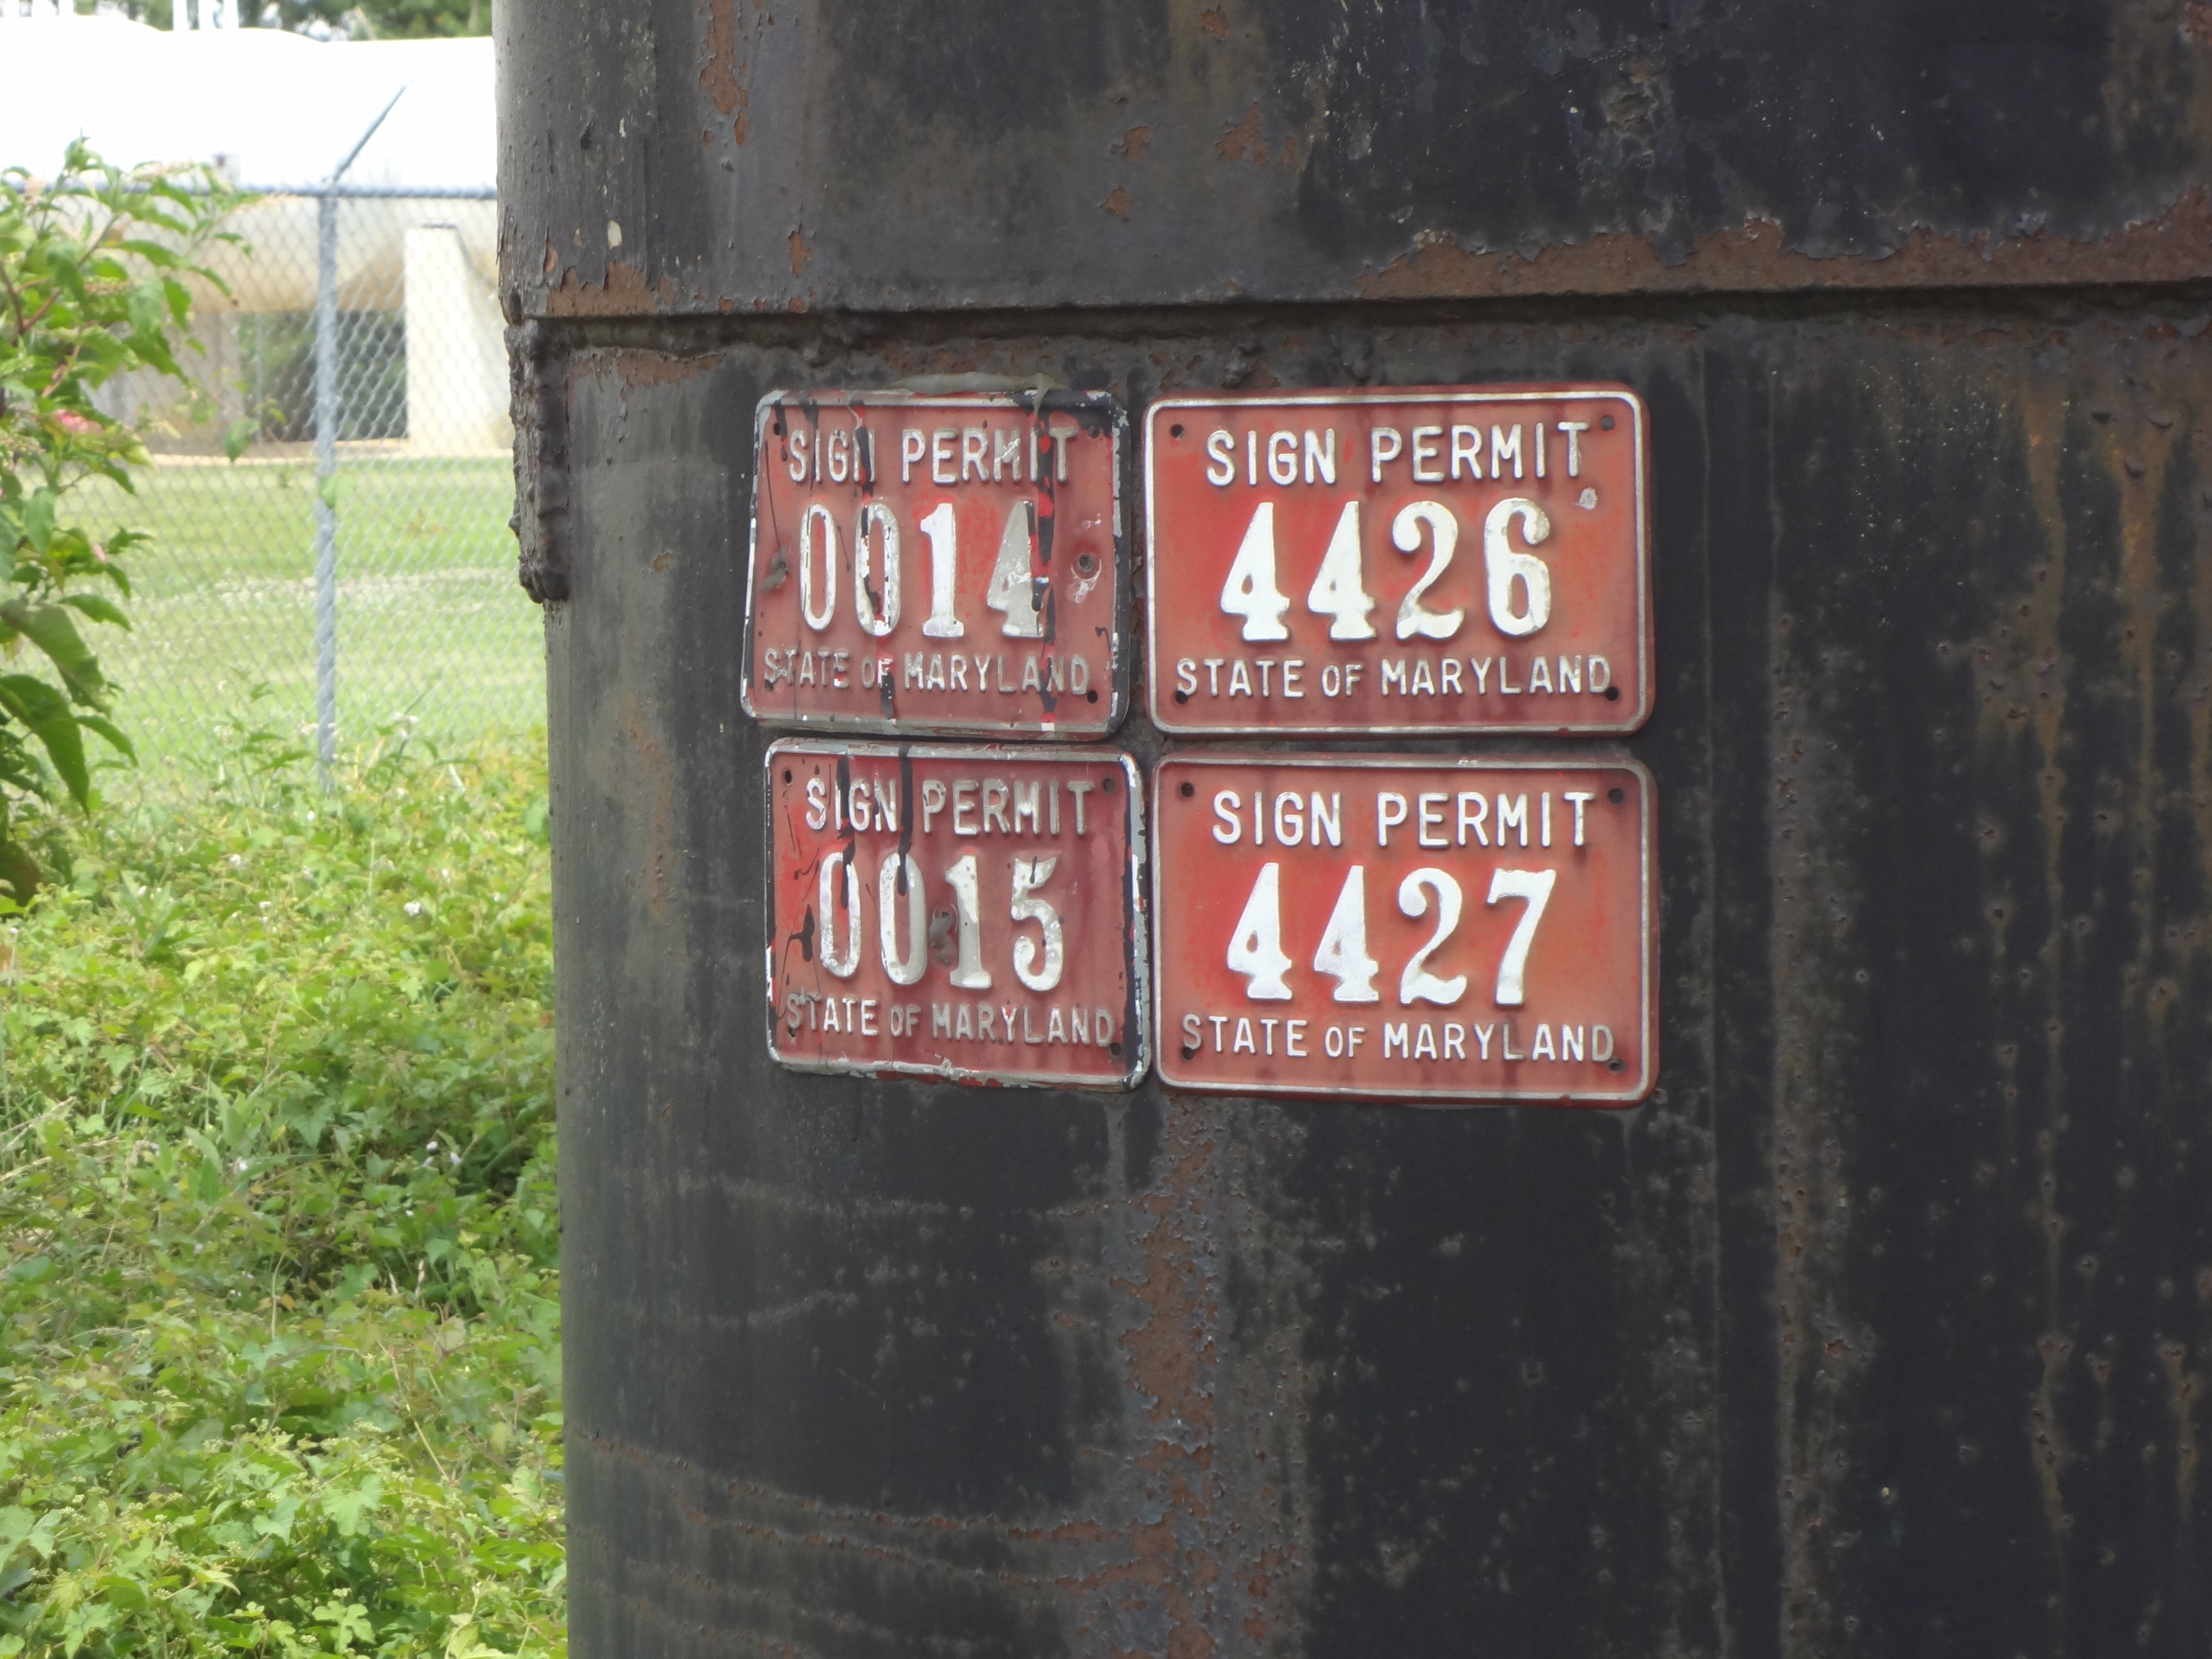 SIGN PERMIT
0014
STATE OF MARYLAND
SIGN PERMIT
4426
STATE OF MARYLAND
SIGN PERMIT
0015
STATE OF MARYLAND
SIGN PERMIT
4427
STATE OF MARYLAND